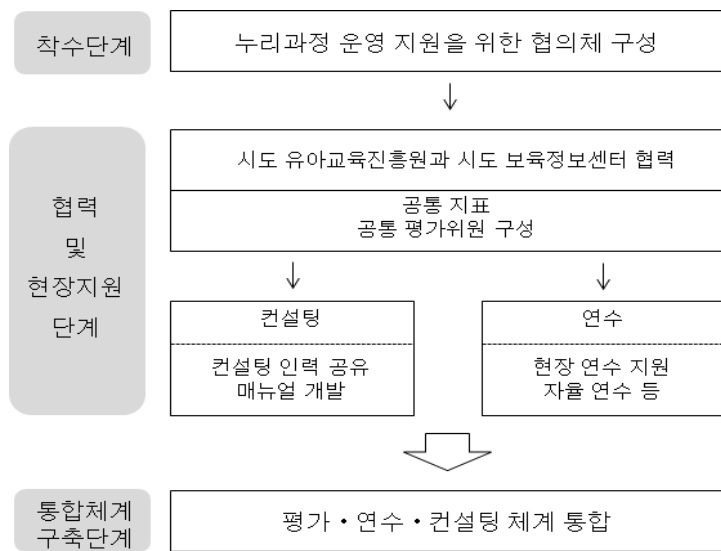 착수단계
누리과정 운영 지원을 위한 협의체 구성
협력
및
현장지원
단계
시도 유아교육진흥원과 시도 보육정보센터 협력
공통 지표
공통 평가위원 구성
컨설팅
컨설팅 인력 공유
매뉴얼 개발
연수
현장 연수 지원
자율 연수 등
통합체계
구축단계
평가・연수・컨설팅 체계 통합